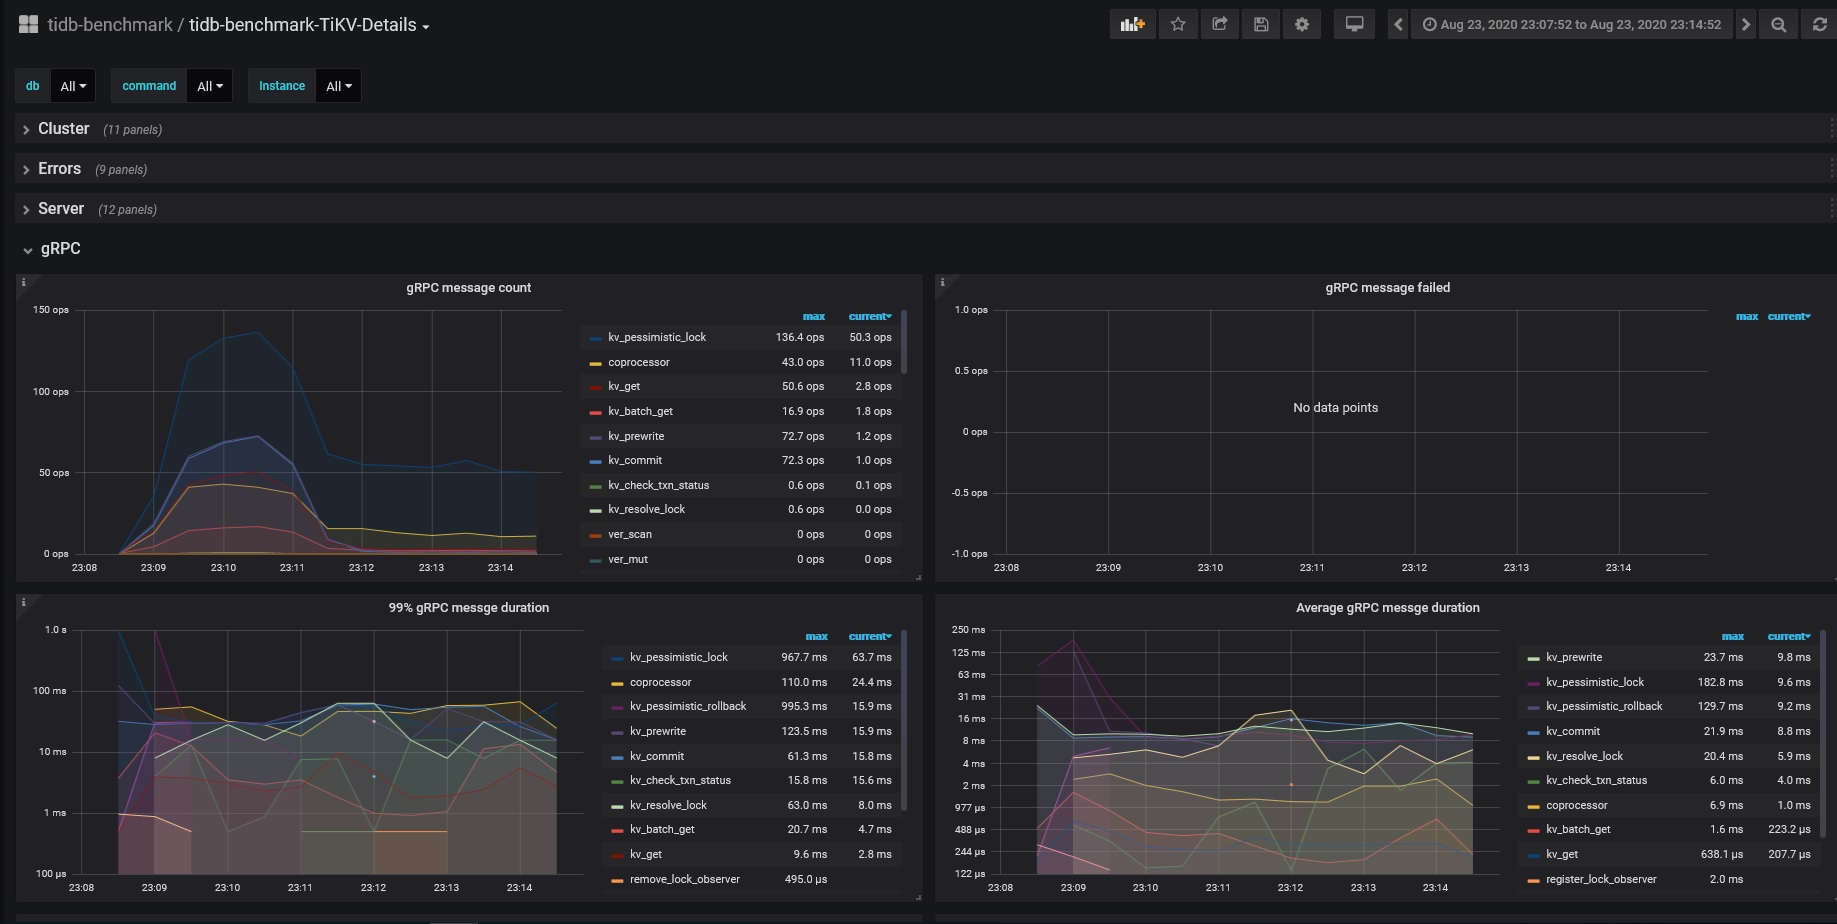 tidb-benchmark / tidb-benchmark-TiKV-Details
Aug 23, 2020 23:07:52 to Aug 23, 2020 23:14:52
db All command All Instance All
Cluster (11 panels)
Errors (9 panels)
Server (12 panels)
gRPC
gRPC message count
150 ops
100 ops
50 ops
0 ops
23:08 23:09 23:10 23:11 23:12 23:13 23:14
max current
kv_pessimistic_lock 136.4 ops 50.3 ops
coprocessor 43.0 ops 11.0 ops
kv_get 50.6 ops 2.8 ops
kv_batch_get 16.9 ops 1.8 ops
kv_prewrite 72.7 ops 1.2 ops
kv_commit 72.3 ops 1.0 ops
kv_check_txn_status 0.6 ops 0.1 ops
kv_resolve_lock 0.6 ops 0.0 ops
ver_scan 0 ops 0 ops
ver_mut 0 ops 0 ops
gRPC message failed
1.0 ops
0.5 ops
0 ops
-0.5 ops
-1.0 ops
No data points
23:08 23:09 23:10 23:11 23:12 23:13 23:14
max current
99% gRPC messge duration
1.0 s
100 ms
10 ms
1 ms
100 µs
23:08 23:09 23:10 23:11 23:12 23:13 23:14
max current
kv_pessimistic_lock 967.7 ms 63.7 ms
coprocessor 110.0 ms 24.4 ms
kv_pessimistic_rollback 995.3 ms 15.9 ms
kv_prewrite 123.5 ms 15.9 ms
kv_commit 61.3 ms 15.8 ms
kv_check_txn_status 15.8 ms 15.6 ms
kv_resolve_lock 63.0 ms 8.0 ms
kv_batch_get 20.7 ms 4.7 ms
kv_get 9.6 ms 2.8 ms
remove_lock_observer 495.0 µs
Average gRPC messge duration
250 ms
125 ms
63 ms
31 ms
16 ms
8 ms
4 ms
2 ms
977 µs
488 µs
244 µs
122 µs
23:08 23:09 23:10 23:11 23:12 23:13 23:14
max current
kv_prewrite 23.7 ms 9.8 ms
kv_pessimistic_lock 182.8 ms 9.6 ms
kv_pessimistic_rollback 129.7 ms 9.2 ms
kv_commit 21.9 ms 8.8 ms
kv_resolve_lock 20.4 ms 5.9 ms
kv_check_txn_status 6.0 ms 4.0 ms
coprocessor 6.9 ms 1.0 ms
kv_batch_get 1.6 ms 223.2 µs
kv_get 638.1 µs 207.7 µs
register_lock_observer 2.0 ms